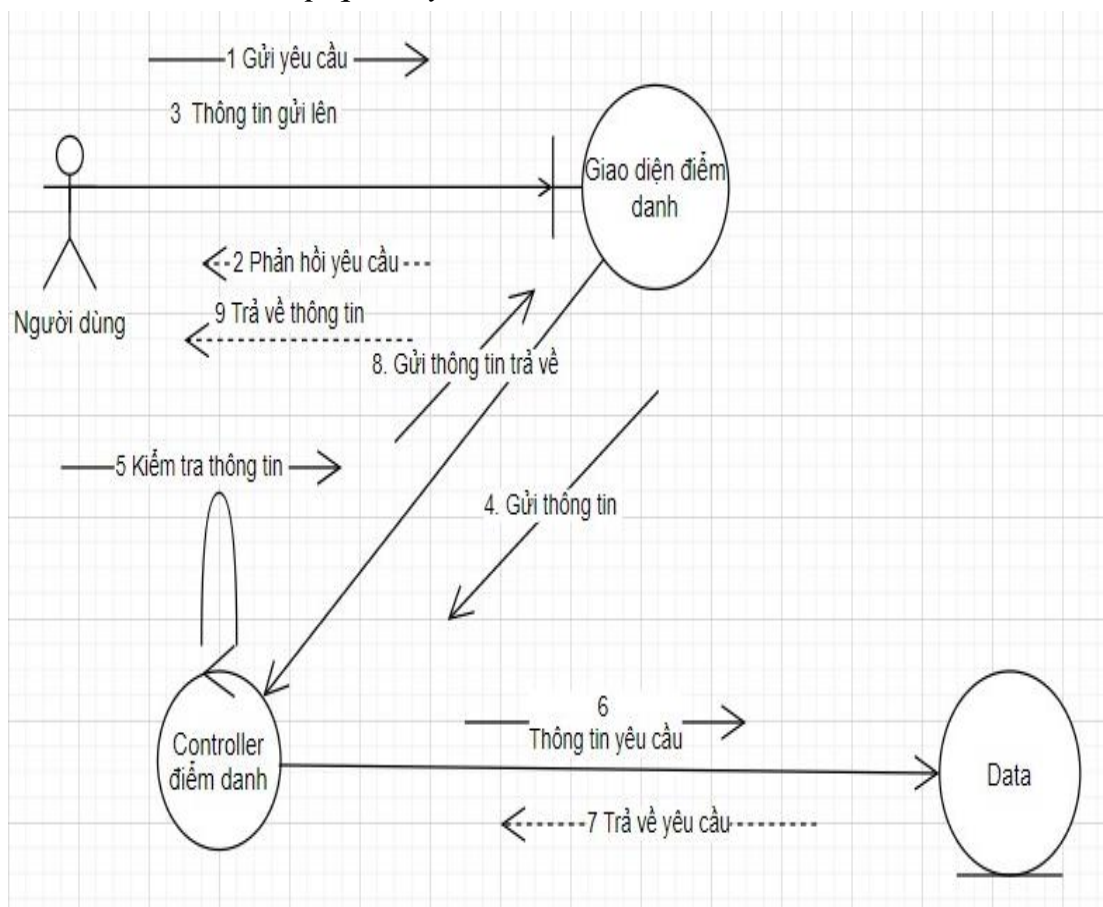 1 Gửi yêu cầu
3 Thông tin gửi lên
Giao diện điểm
danh
2 Phản hồi yêu cầu
Người dùng
9 Trả về thông tin
8. Gửi thông tin trả về
5 Kiểm tra thông tin
4. Gửi thông tin
6
Thông tin yêu cầu
Controller
điểm danh
Data
7 Trả về yêu cầu